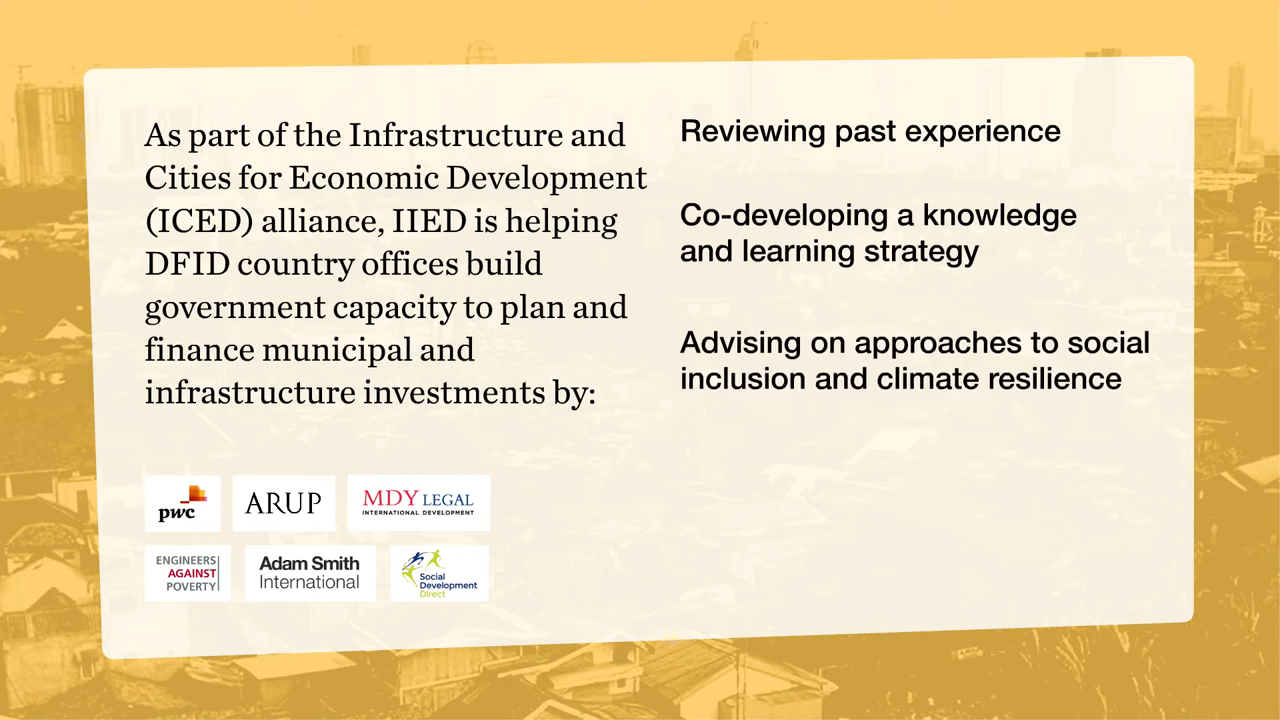 As part of the Infrastructure and
Cities for Economic Development
(ICED) alliance, IIED is helping
DFID country offices build
government capacity to plan and
finance municipal and
infrastructure investments by:
Reviewing past experience
Co-developing a knowledge
and learning strategy
Advising on approaches to social
inclusion and climate resilience
pwc
ARUP
MDY LEGAL
INTERNATIONAL DEVELOPMENT
ENGINEERS
AGAINST
POVERTY
Adam Smith
International
Social
Development
Direct